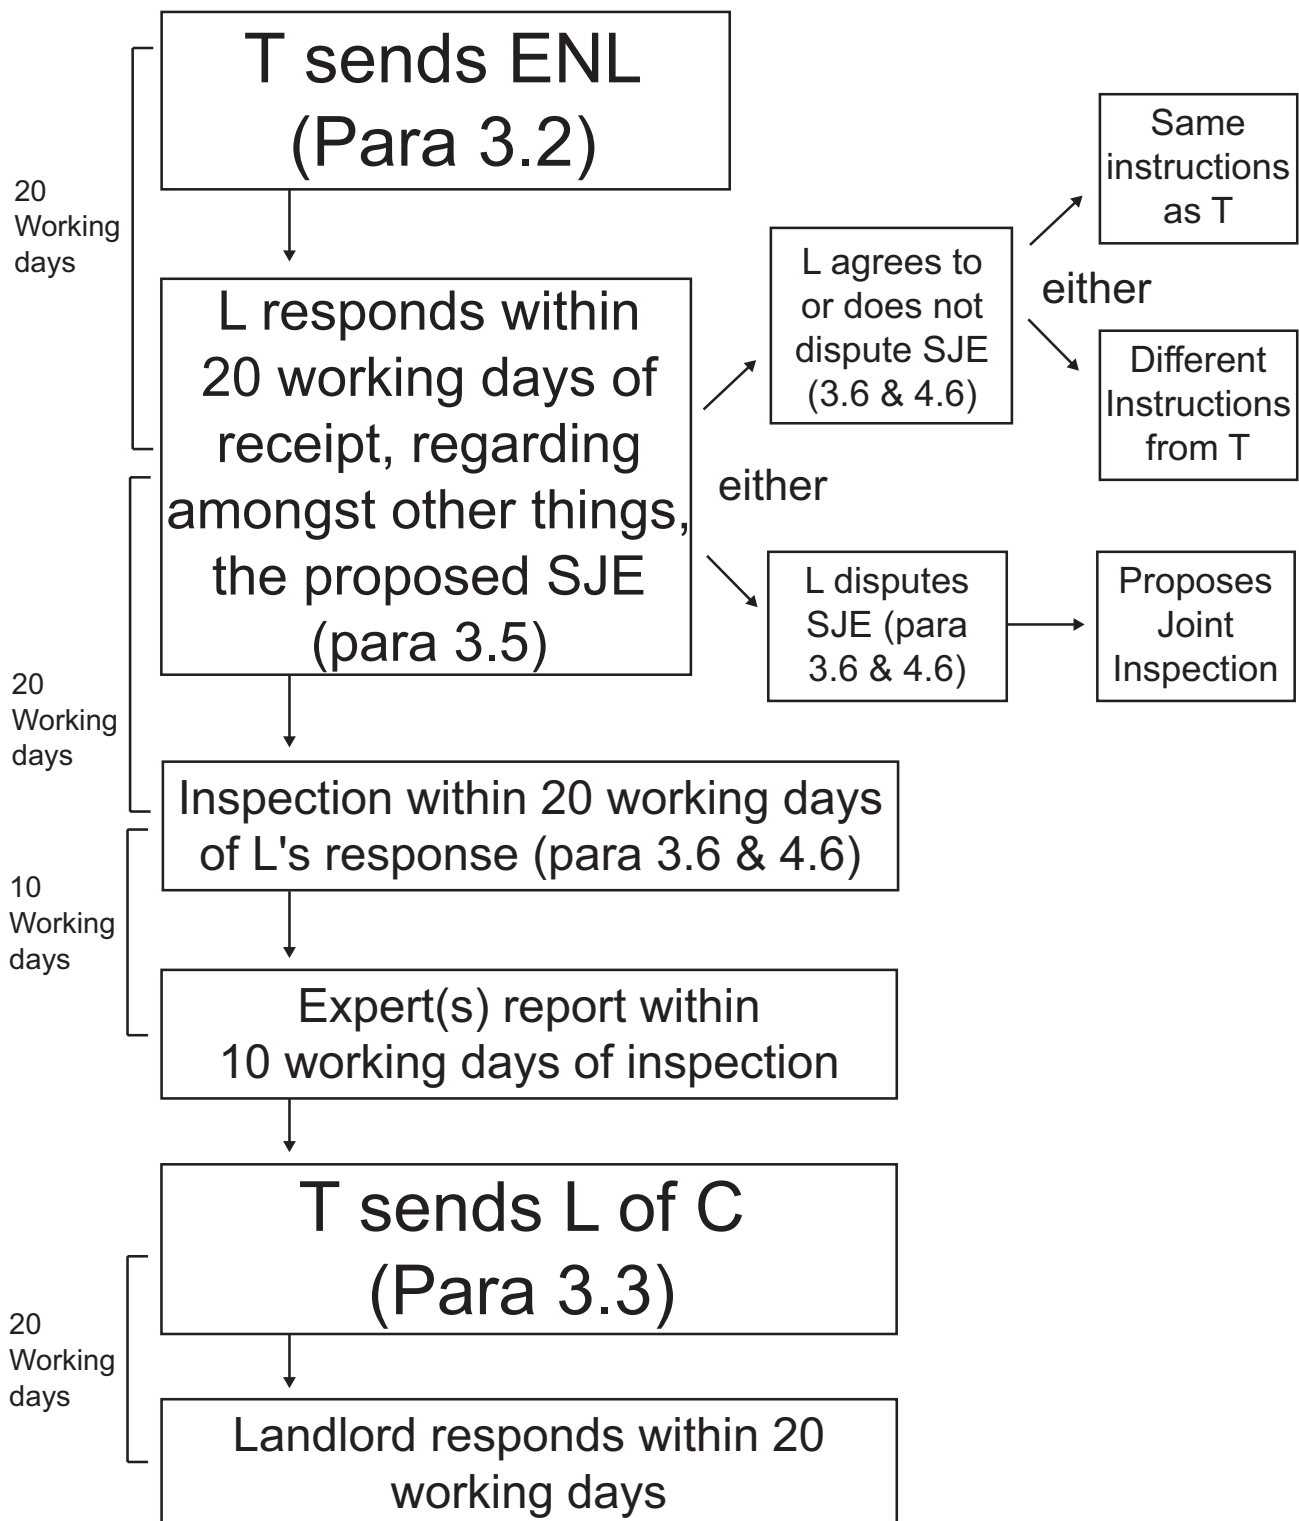 T sends ENL
(Para 3.2)
20
Working
days
L responds within
20 working days of
receipt, regarding
amongst other things,
the proposed SJE
(para 3.5)
either
L agrees to
or does not
dispute SJE
(3.6 & 4.6)
either
Same
instructions
as T
Different
Instructions
from T
L disputes
SJE (para
3.6 & 4.6)
Proposes
Joint
Inspection
20
Working
days
Inspection within 20 working days
of L's response (para 3.6 & 4.6)
10
Working
days
Expert(s) report within
10 working days of inspection
T sends L of C
(Para 3.3)
20
Working
days
Landlord responds within 20
working days